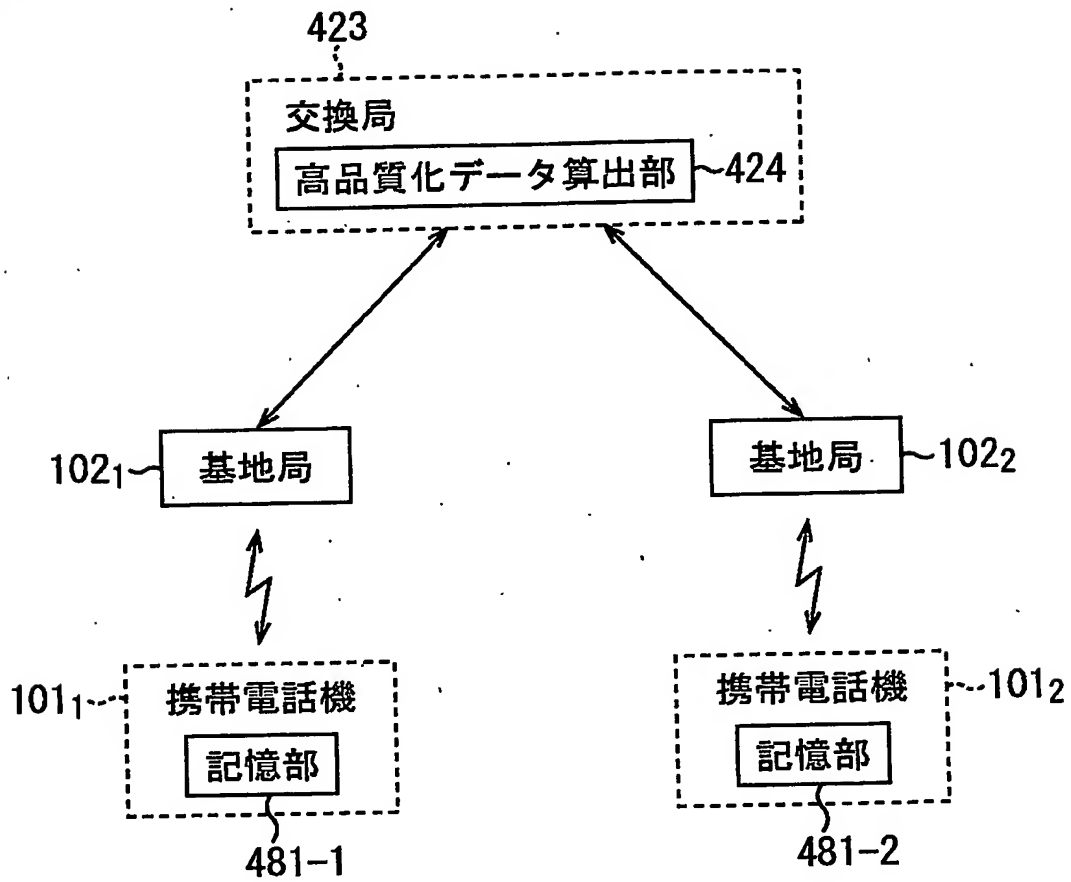 423
交換局
高品質化データ算出部
424
102₁
基地局
基地局
102₂
101₁
携帯電話機
記憶部
481-1
携帯電話機
101₂
記憶部
481-2